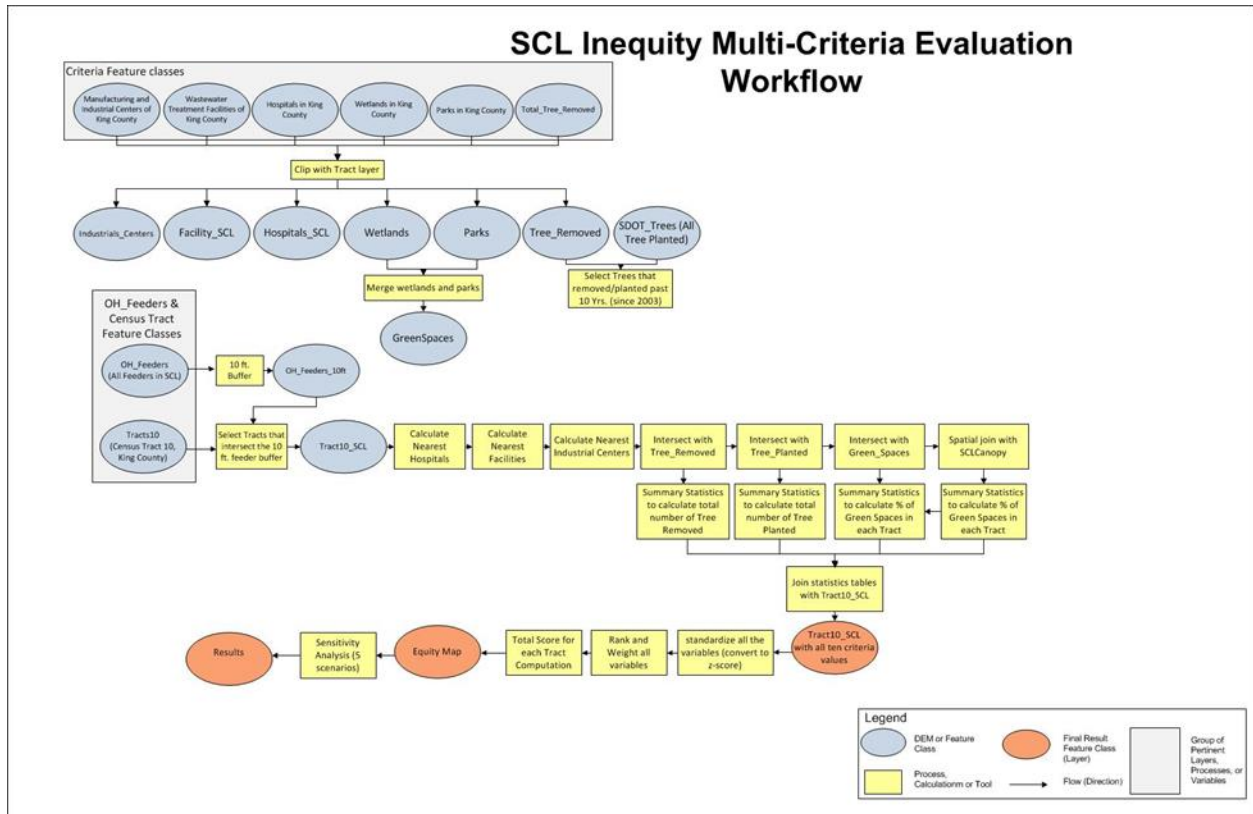 SCL Inequity Multi-Criteria Evaluation
Workflow
Criteria Feature classes
Manufacturing and
Industrial Centers of
King County
Wastewater
Treatment Facilities of
King County
Hospitals in King
County
Wetlands in King
County
Parks in King County
Total_Tree_Removed
Clip with Tract layer
Industrials_Centers
Facility_SCL
Hospitals_SCL
Wetlands
Parks
Tree_Removed
SDOT_Trees (All
Tree Planted)
Merge wetlands and parks
Select Trees that
removed/planted past
10 Yrs. (since 2003)
GreenSpaces
OH_Feeders &
Census Tract
Feature Classes
OH_Feeders
(All Feeders in SCL)
10 ft.
Buffer
OH_Feeders_10ft
Tracts10
(Census Tract 10,
King County)
Select Tracts that
intersect the 10
ft. feeder buffer
Tract10_SCL
Calculate
Nearest
Hospitals
Calculate
Nearest
Facilities
Calculate Nearest
Industrial Centers
Intersect with
Tree_Removed
Intersect with
Tree_Planted
Intersect with
Green_Spaces
Spatial join with
SCLCanopy
Summary Statistics
to calculate total
number of Tree
Removed
Summary Statistics
to calculate total
number of Tree
Planted
Summary Statistics
to calculate % of
Green Spaces in
each Tract
Summary Statistics
to calculate % of
Green Spaces in
each Tract
Join statistics tables
with Tract10_SCL
Results
Sensitivity
Analysis (5
scenarios)
Equity Map
Total Score for
each Tract
Computation
Rank and
Weight all
variables
standardize all the
variables (convert to
z-score)
Tract10_SCL
with all ten criteria
values
Legend
DEM or Feature
Class
Final Result
Feature Class
(Layer)
Group of
Pertinent
Layers,
Processes, or
Variables
Process,
Calculationm or Tool
Flow (Direction)